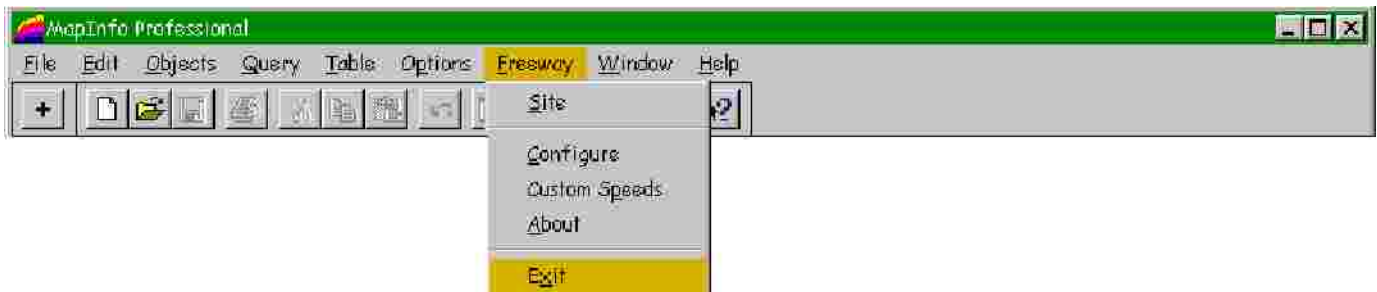 MapInfo Professional
File Edit Objects Query Table Options Freeway Window Help
Site
Configure
Custom Speeds
About
Exit